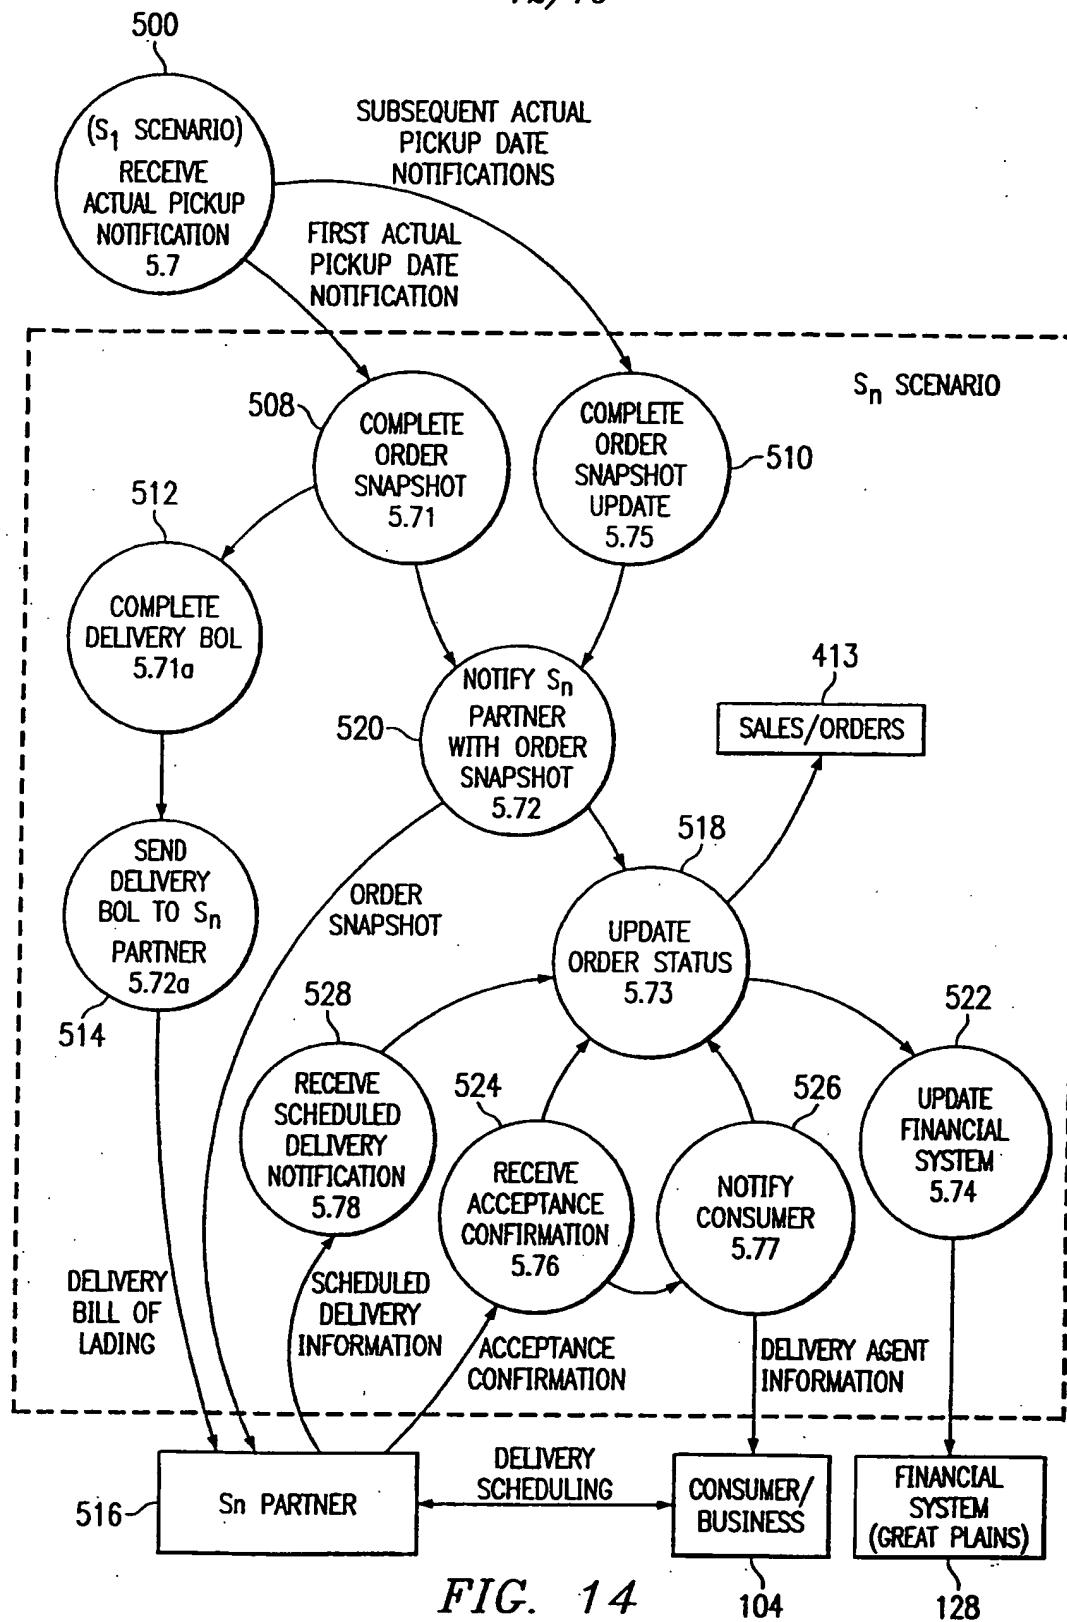 500
(S1 SCENARIO)
RECEIVE
ACTUAL PICKUP
NOTIFICATION
5.7
SUBSEQUENT ACTUAL
PICKUP DATE
NOTIFICATIONS
FIRST ACTUAL
PICKUP DATE
NOTIFICATION
Sn SCENARIO
508
COMPLETE
ORDER
SNAPSHOT
5.71
COMPLETE
ORDER
SNAPSHOT
UPDATE
5.75
510
512
COMPLETE
DELIVERY BOL
5.71a
520
NOTIFY Sn
PARTNER
WITH ORDER
SNAPSHOT
5.72
413
SALES/ORDERS
SEND
DELIVERY
BOL TO Sn
PARTNER
5.72a
514
ORDER
SNAPSHOT
518
UPDATE
ORDER STATUS
5.73
528
RECEIVE
SCHEDULED
DELIVERY
NOTIFICATION
5.78
524
RECEIVE
ACCEPTANCE
CONFIRMATION
5.76
526
NOTIFY
CONSUMER
5.77
522
UPDATE
FINANCIAL
SYSTEM
5.74
DELIVERY
BILL OF
LADING
SCHEDULED
DELIVERY
INFORMATION
ACCEPTANCE
CONFIRMATION
DELIVERY AGENT
INFORMATION
516
Sn PARTNER
DELIVERY
SCHEDULING
CONSUMER/
BUSINESS
104
FINANCIAL
SYSTEM
(GREAT PLAINS)
128
FIG. 14